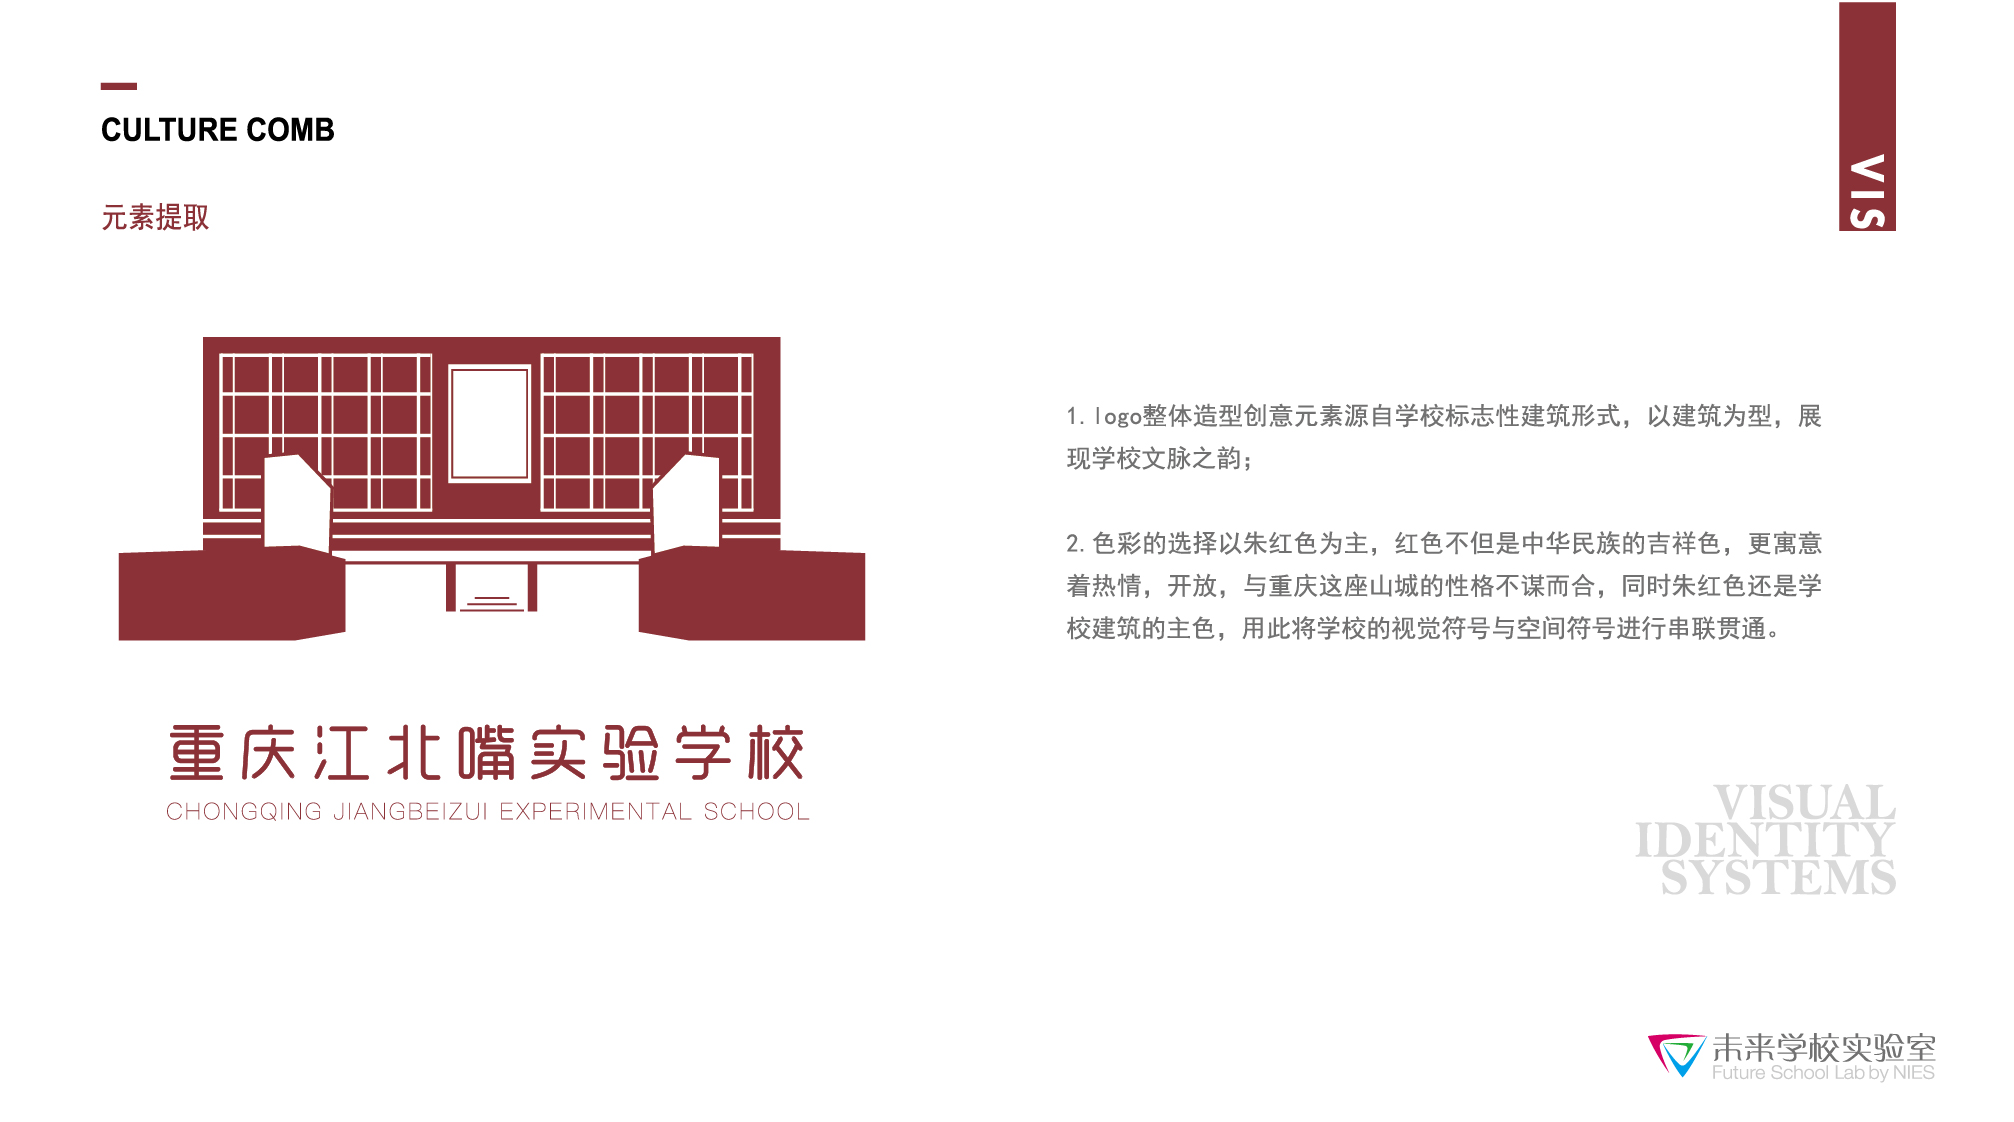 CULTURE COMB
VIS
元素提取
1.logo整体造型创意元素源自学校标志性建筑形式，以建筑为型，展
现学校文脉之韵；
2.色彩的选择以朱红色为主，红色不但是中华民族的吉祥色，更寓意
着热情，开放，与重庆这座山城的性格不谋而合，同时朱红色还是学
校建筑的主色，用此将学校的视觉符号与空间符号进行串联贯通。
重庆江北嘴实验学校
CHONGQING JIANGBEIZUI EXPERIMENTAL SCHOOL
VISUAL
IDENTITY
SYSTEMS
未来学校实验室
Future School Lab by NIES